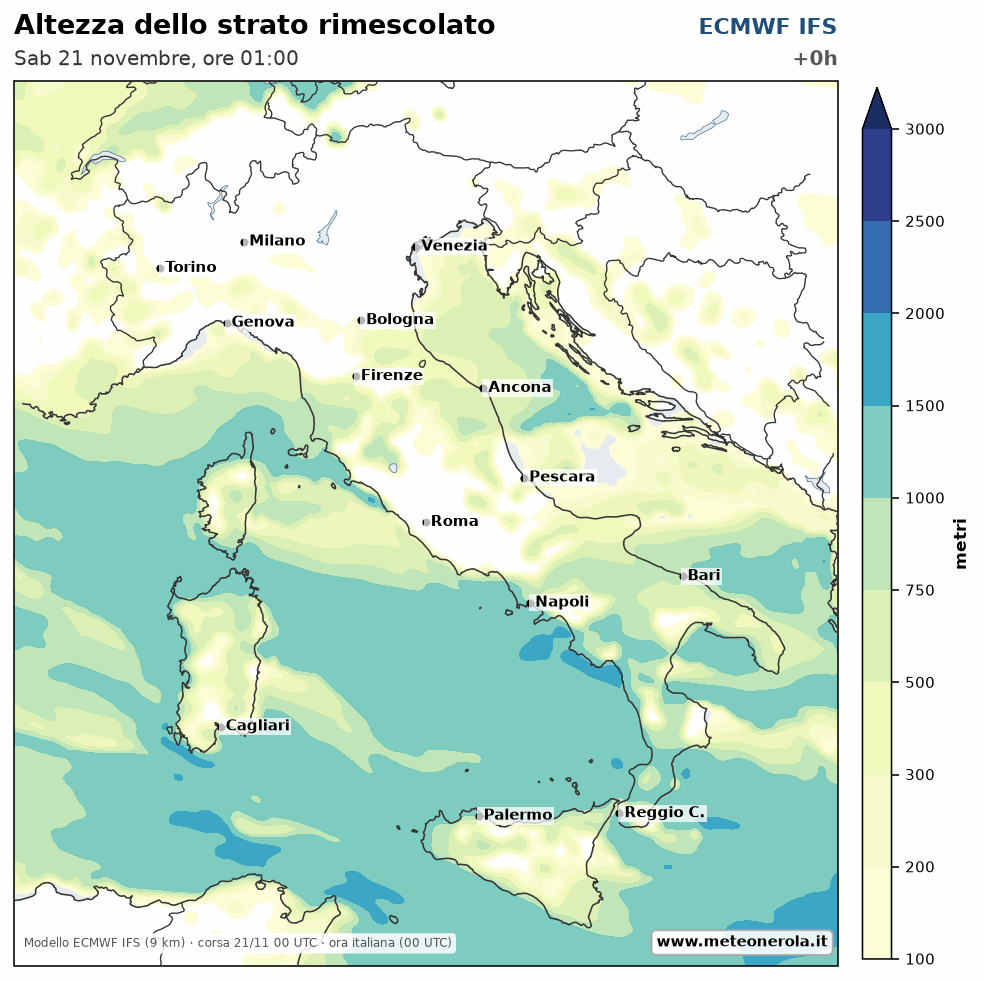 Altezza dello strato rimescolato
ECMWF IFS
Sab 21 novembre, ore 01:00
+0h
Milano
Venezia
Torino
Genova
Bologna
Firenze
Ancona
Pescara
Roma
Bari
Napoli
Cagliari
Palermo
Reggio C.
3000
2500
2000
1500
1000
750
500
300
200
100
metri
Modello ECMWF IFS (9 km) · corsa 21/11 00 UTC · ora italiana (00 UTC)
www.meteonerola.it